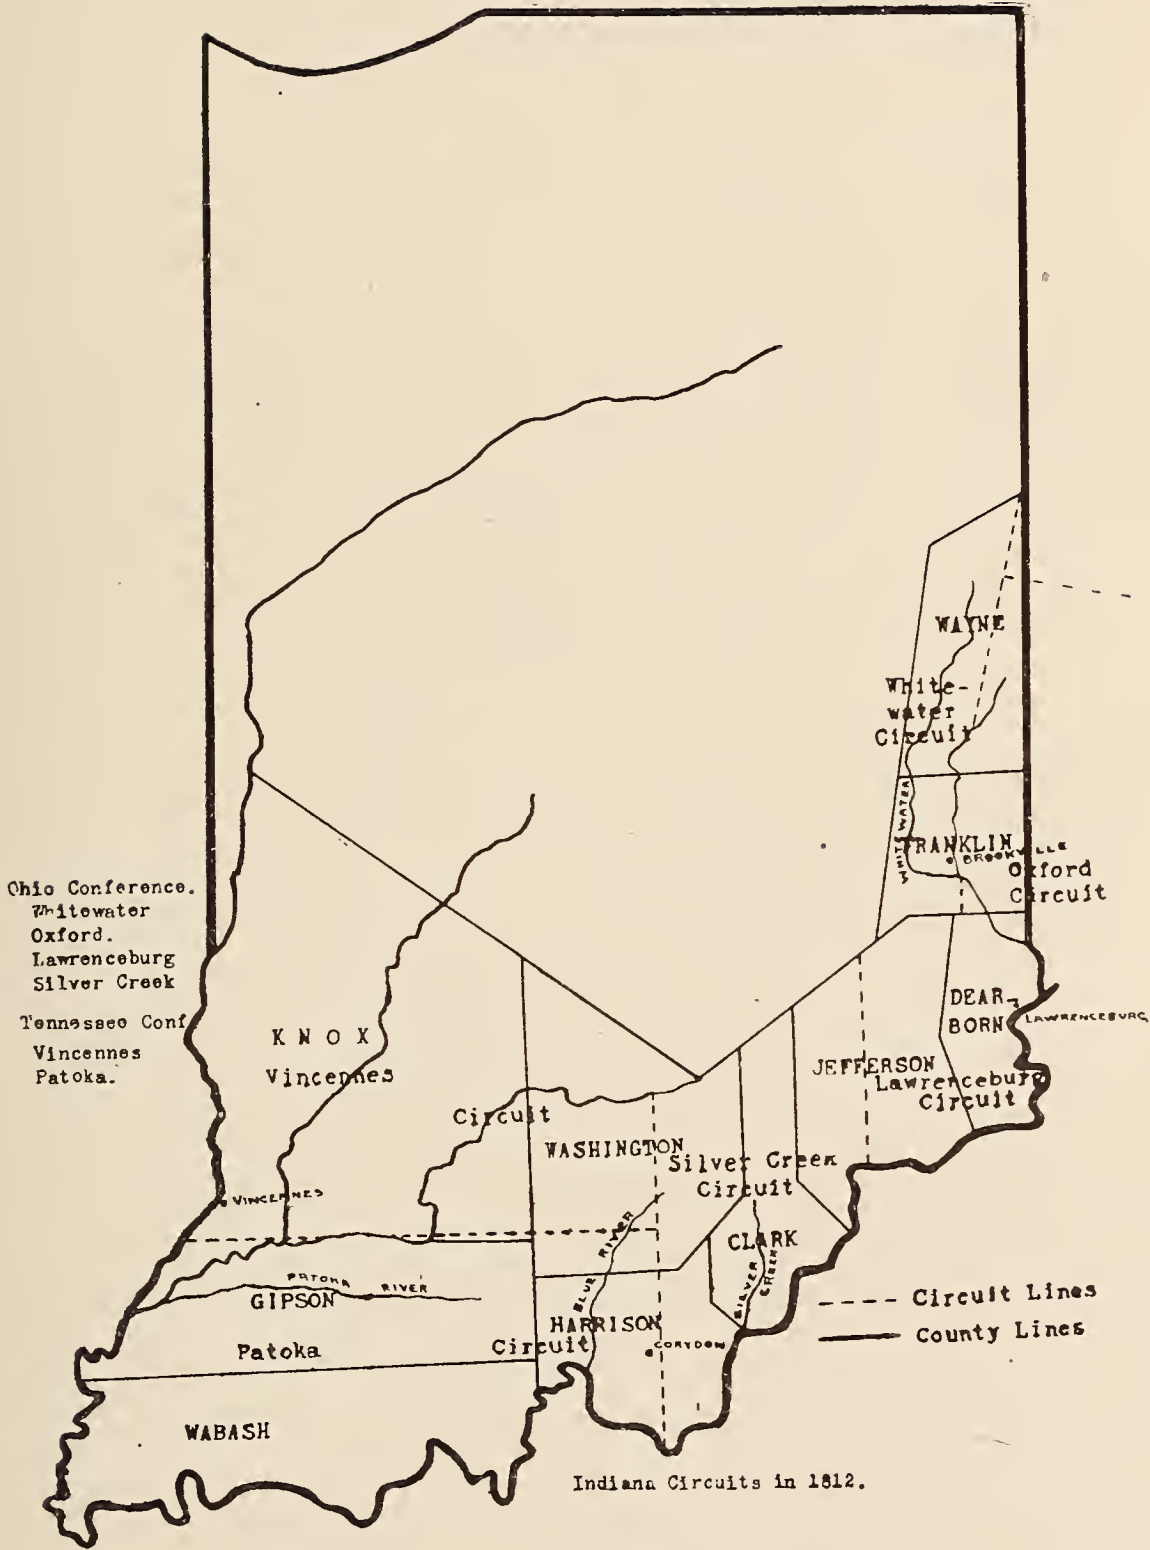 WAYNE
White-
water
Circuit
WHITE WATER
FRANKLIN
BROOKVILLE
Oxford
Circuit
Ohio Conference.
Whitewater
Oxford.
Lawrenceburg
Silver Creek
Tennessee Conf.
Vincennes
Patoka.
KNOX
Vincennes
Circuit
DEAR-
BORN
LAWRENCEBURG
JEFFERSON
Lawrenceburg
Circuit
WASHINGTON
Silver Creek
Circuit
VINCENNES
BLUE RIVER
CLARK
SILVER
CREEK
PATOKA RIVER
GIPSON
HARRISON
CORYDON
Patoka Circuit
WABASH
---- Circuit Lines
County Lines
Indiana Circuits in 1812.